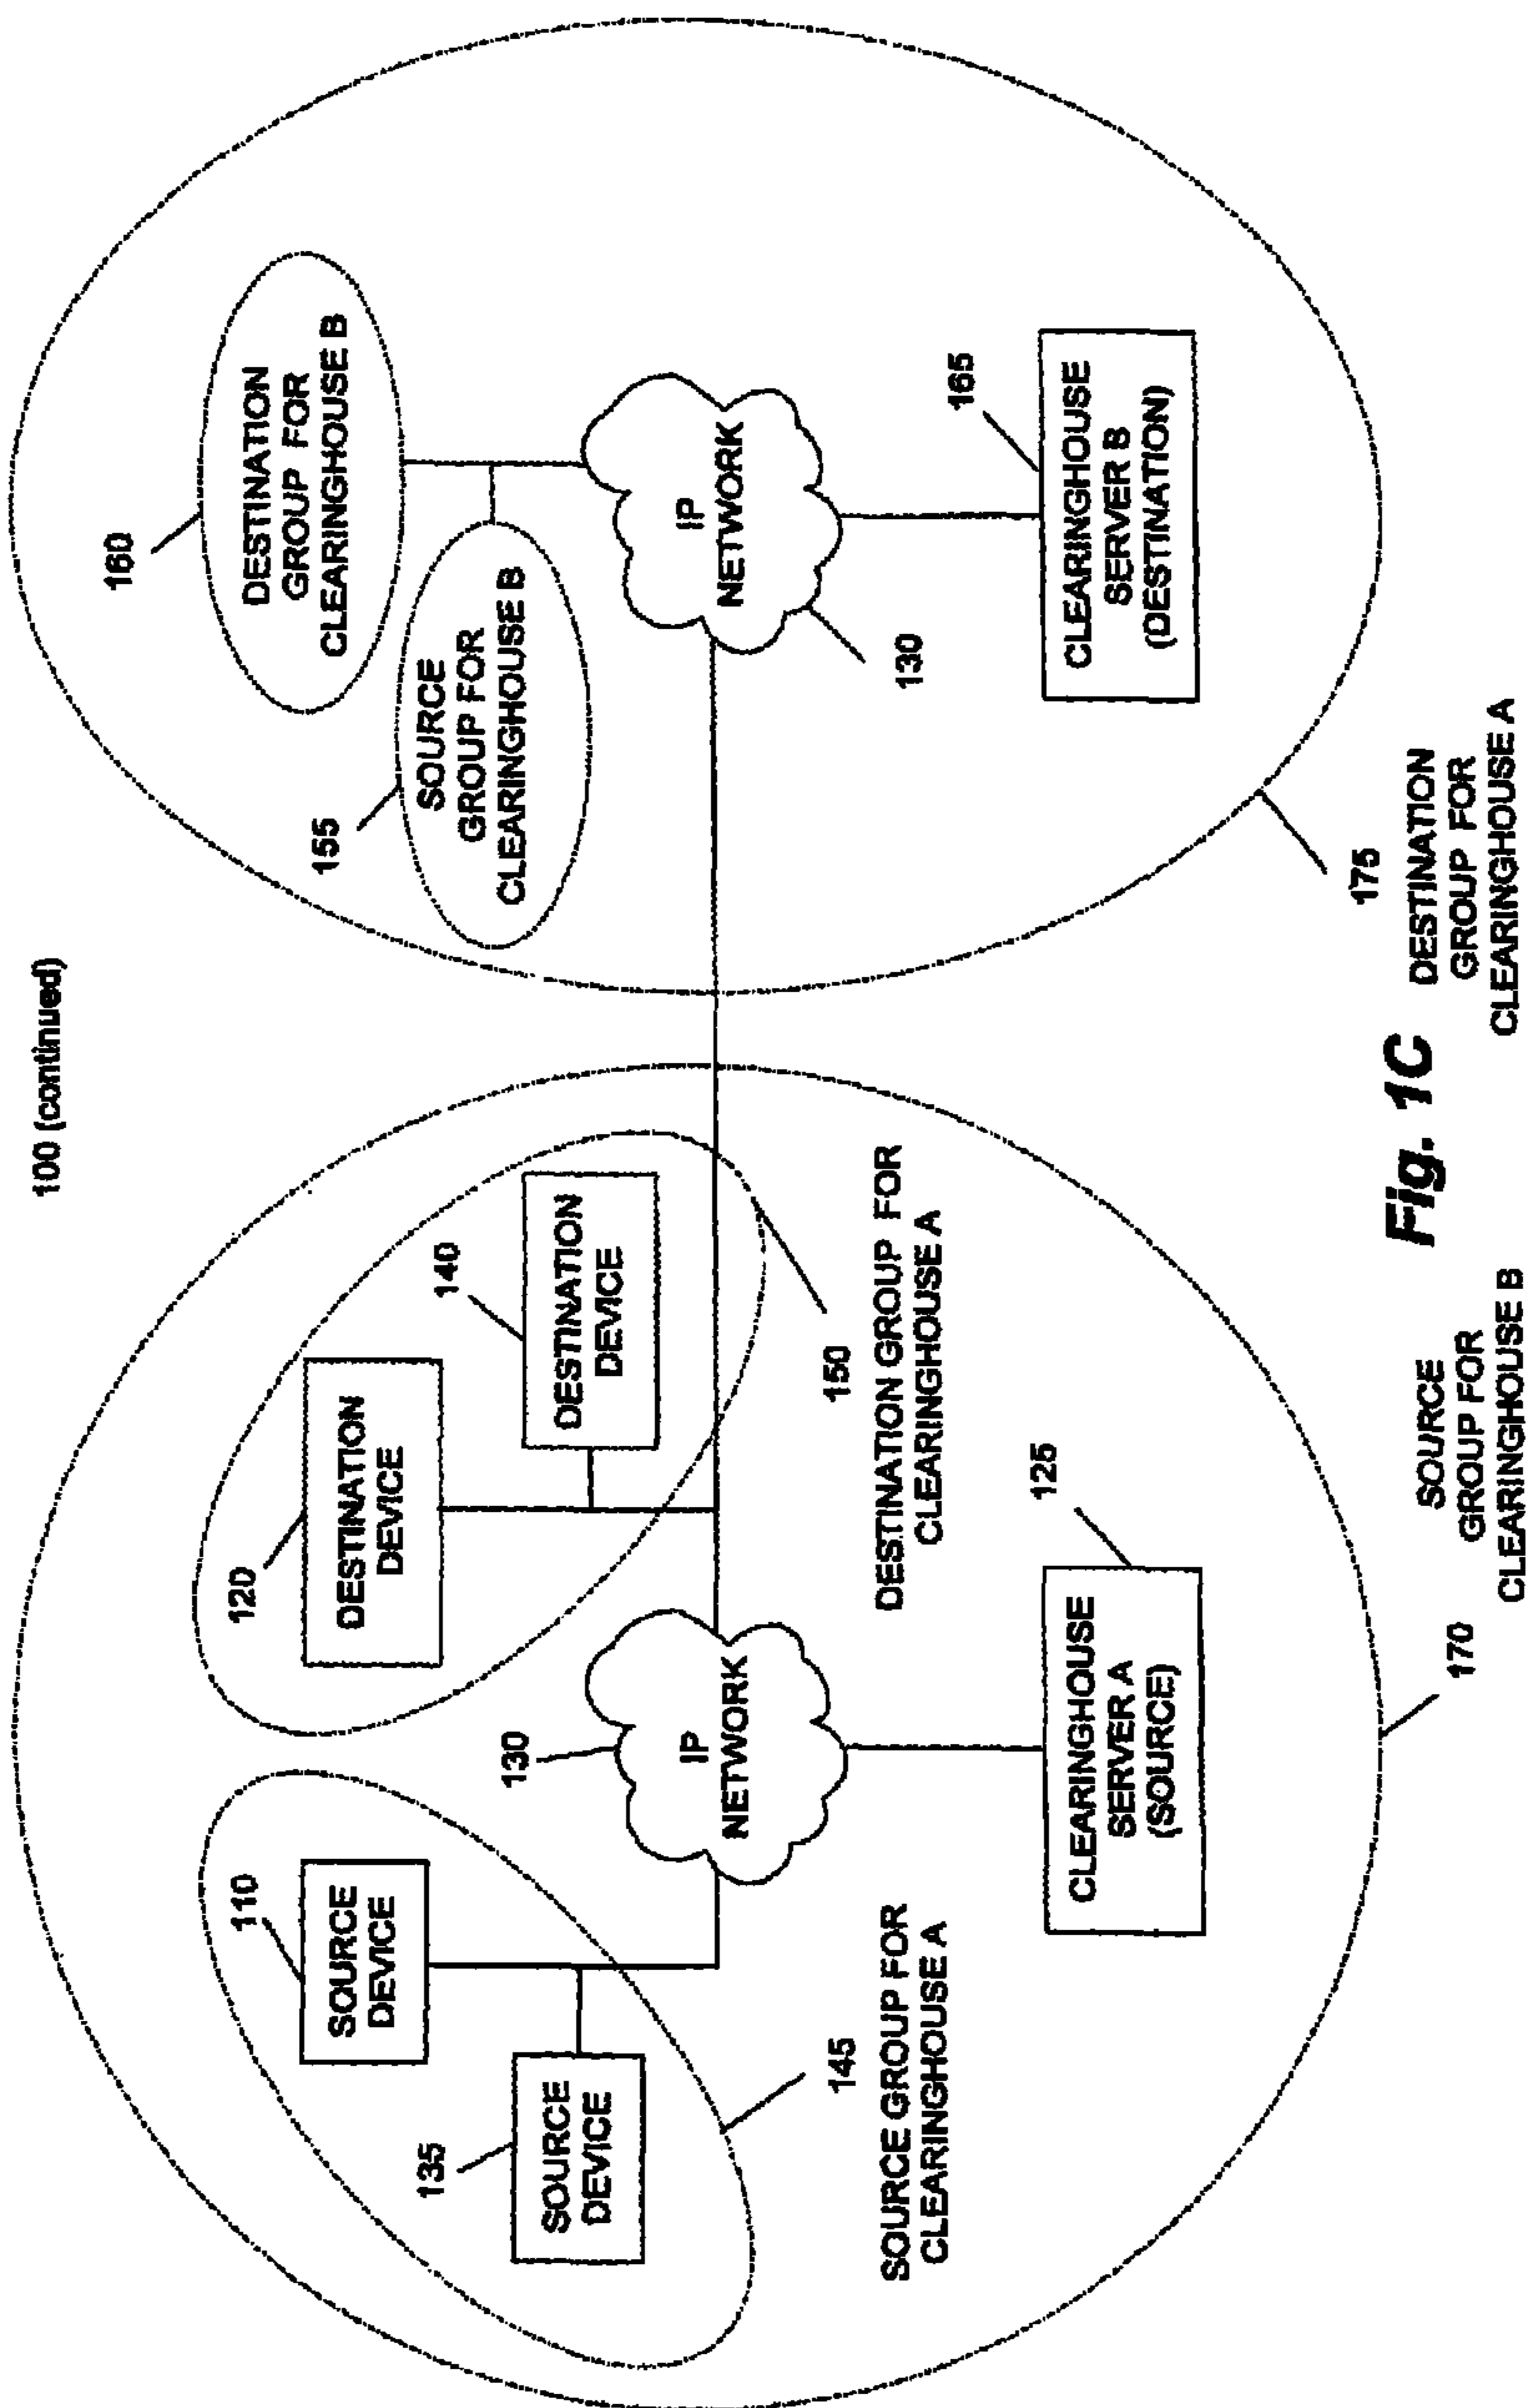 100 (continued)
110
SOURCE
DEVICE
135
SOURCE
DEVICE
145
SOURCE GROUP FOR
CLEARINGHOUSE A
130
IP
NETWORK
120
DESTINATION
DEVICE
140
DESTINATION
DEVICE
150
DESTINATION GROUP FOR
CLEARINGHOUSE A
125
CLEARINGHOUSE
SERVER A
(SOURCE)
170
SOURCE
GROUP FOR
CLEARINGHOUSE B
160
DESTINATION
GROUP FOR
CLEARINGHOUSE B
155
SOURCE
GROUP FOR
CLEARINGHOUSE B
IP
NETWORK
130
165
CLEARINGHOUSE
SERVER B
(DESTINATION)
175
DESTINATION
GROUP FOR
CLEARINGHOUSE A
Fig. 1C